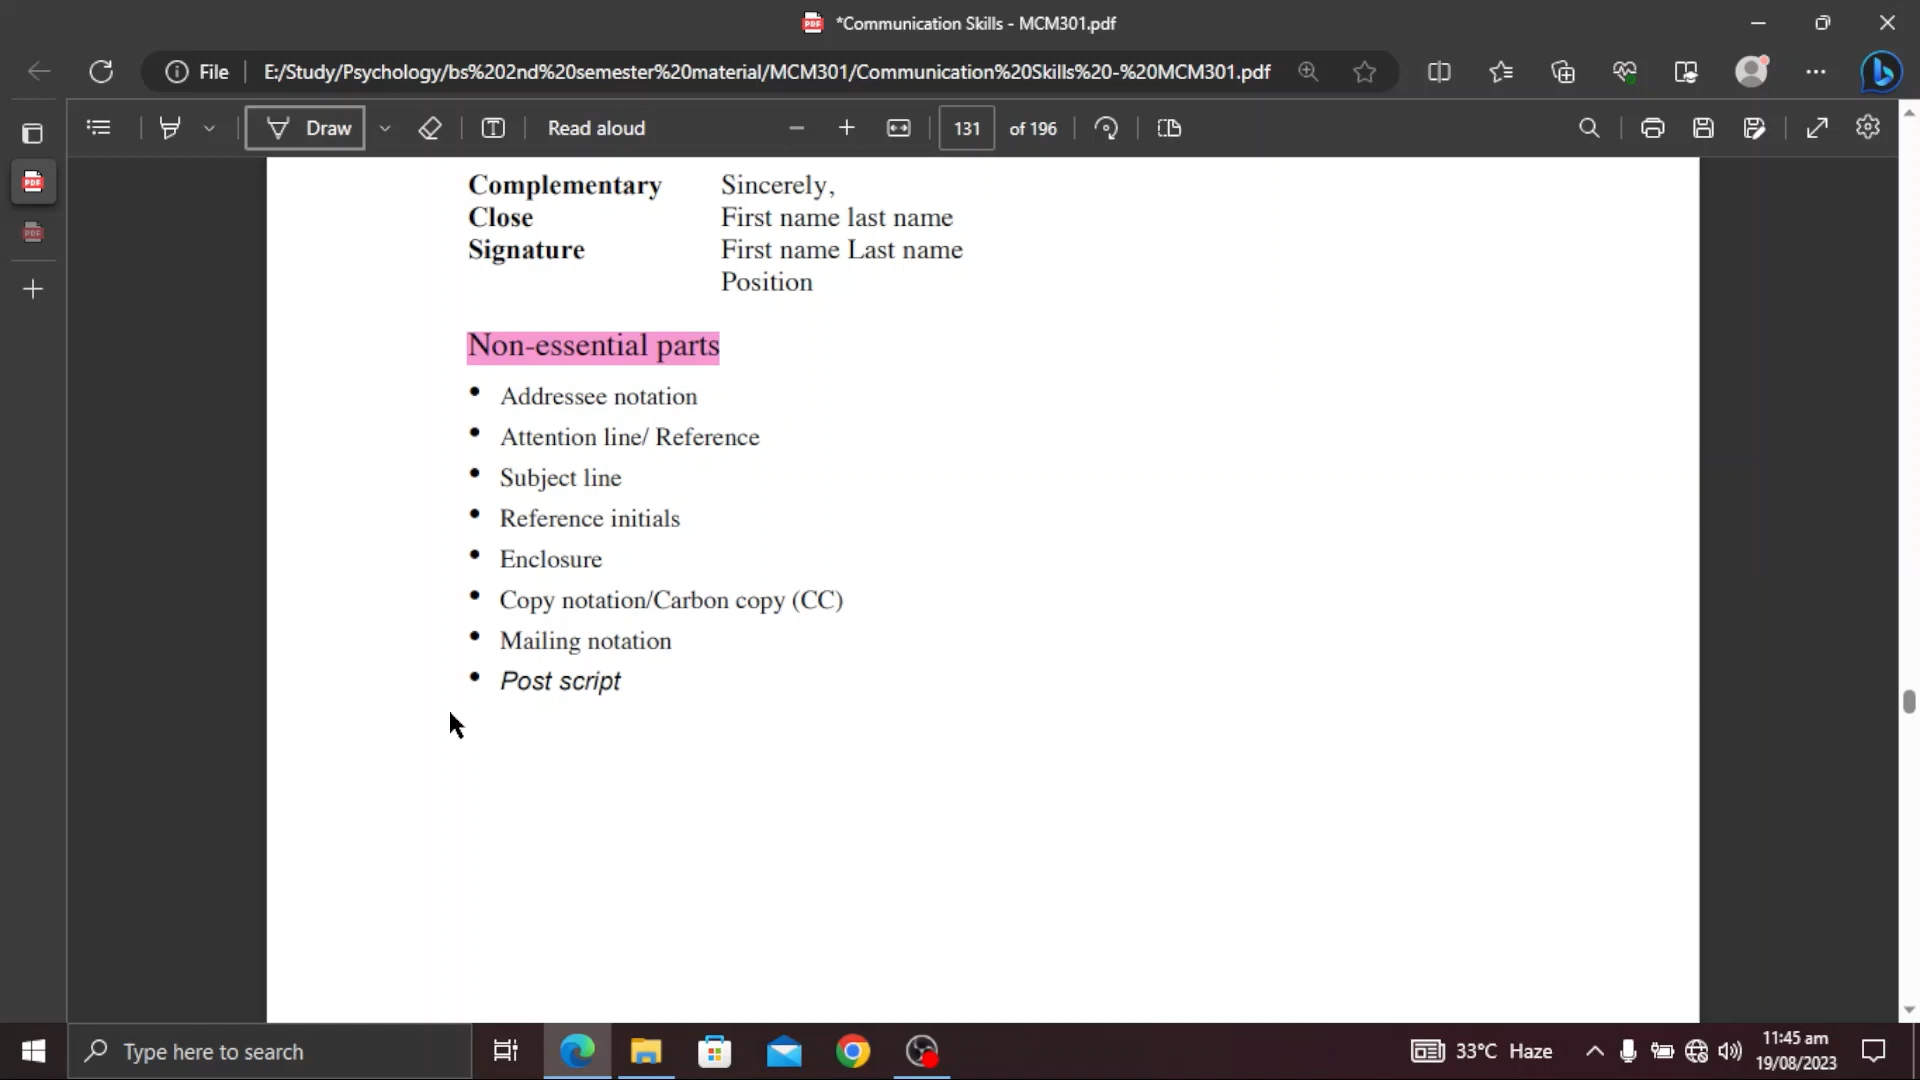 *Communication Skills - MCM301.pdf
File E:/Study/Psychology/bs%202nd%20semester%20material/MCM301/Communication%20Skills%20-%20MCM301.pdf
Draw Read aloud 131 of 196
Complementary Sincerely,
Close First name last name
Signature First name Last name
Position
Non-essential parts
• Addressee notation
• Attention line/ Reference
• Subject line
• Reference initials
• Enclosure
• Copy notation/Carbon copy (CC)
• Mailing notation
• Post script
Type here to search 33°C Haze 11:45 am
19/08/2023